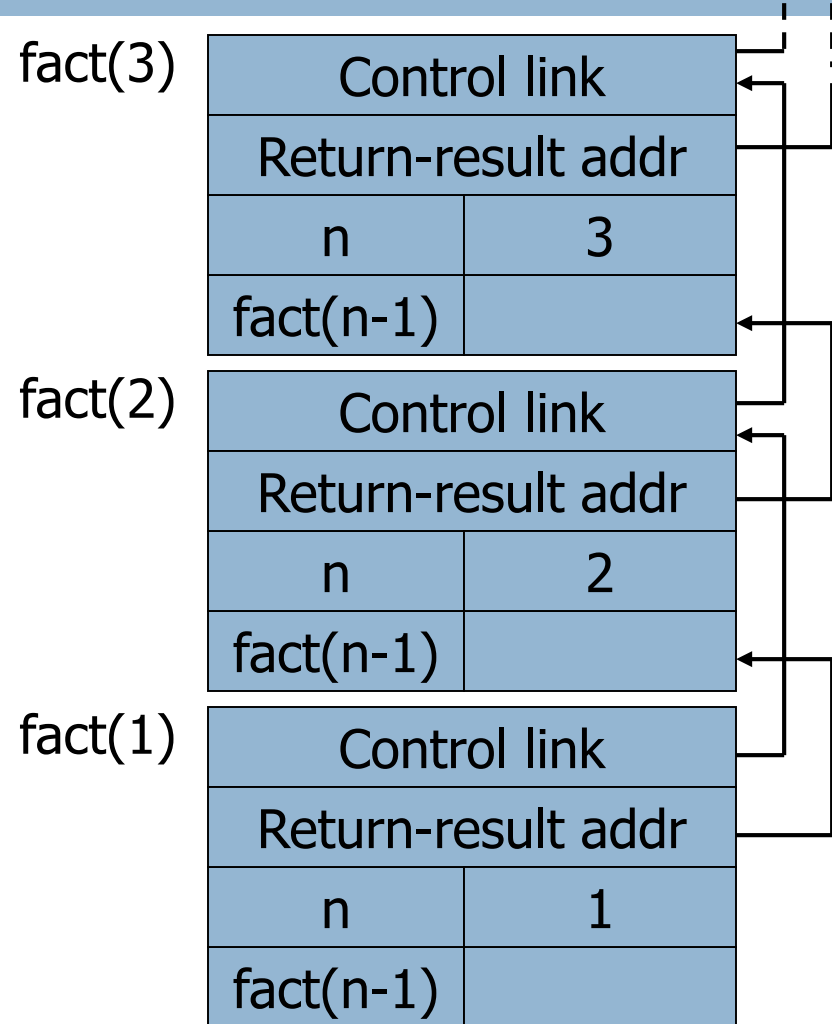 fact(3)
Control link
Return-result addr
n 3
fact(n-1)
fact(2)
Control link
Return-result addr
n 2
fact(n-1)
fact(1)
Control link
Return-result addr
n 1
fact(n-1)